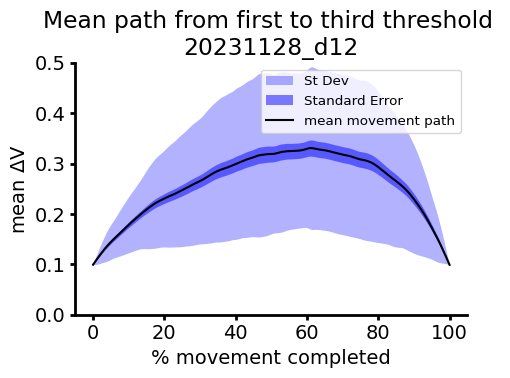 Mean path from first to third threshold
20231128_d12
St Dev
Standard Error
mean movement path
mean ΔV
0.5
0.4
0.3
0.2
0.1
0.0
0 20 40 60 80 100
% movement completed